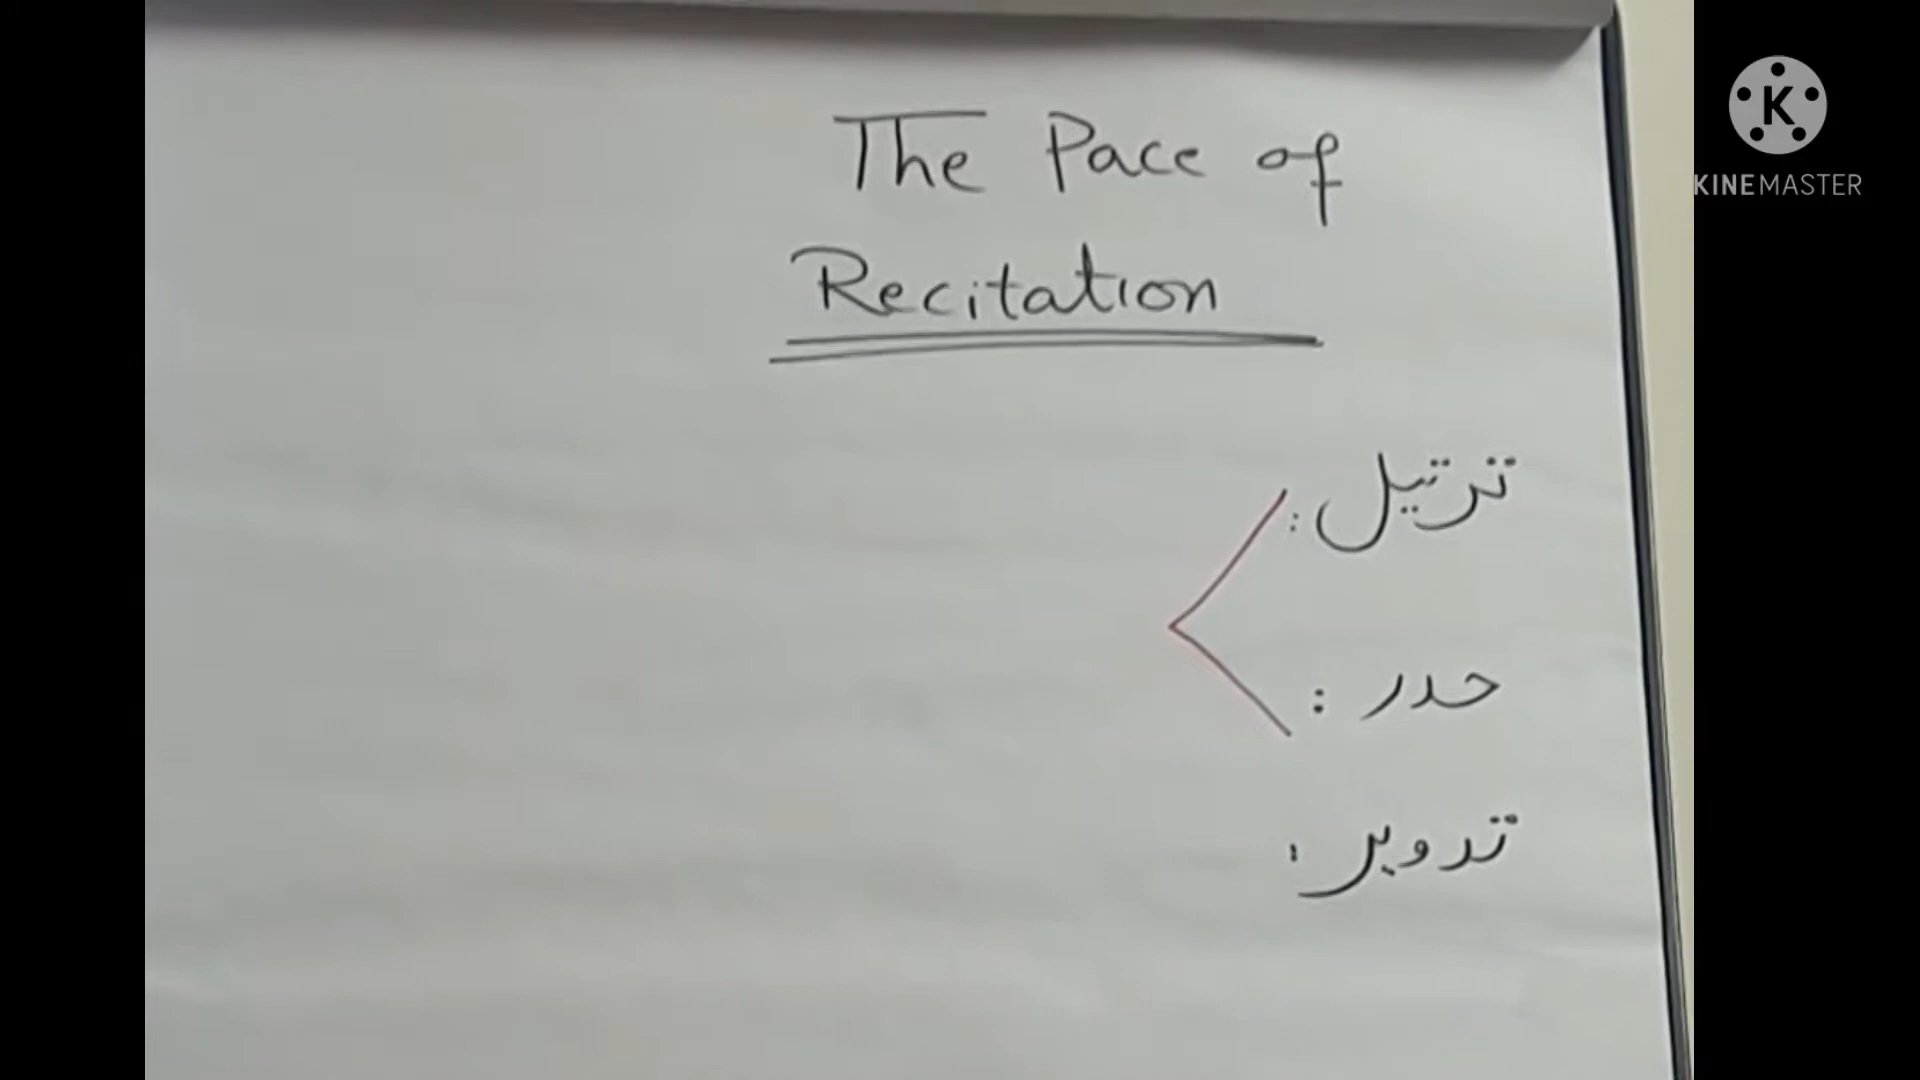 The Pace of
Recitation
ترتيل:
حدر :
تدوير:
K
KINEMASTER